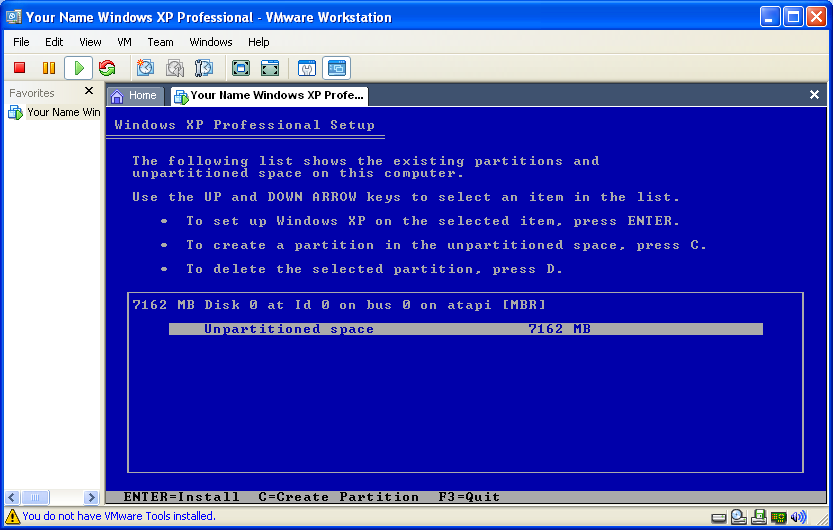 Your Name Windows XP Professional - VMware Workstation
File Edit View VM Team Windows Help
Favorites
Home Your Name Windows XP Profe...
Your Name Win
Windows XP Professional Setup
The following list shows the existing partitions and
unpartitioned space on this computer.
Use the UP and DOWN ARROW keys to select an item in the list.
• To set up Windows XP on the selected item, press ENTER.
• To create a partition in the unpartitioned space, press C.
• To delete the selected partition, press D.
7162 MB Disk 0 at Id 0 on bus 0 on atapi [MBR]
Unpartitioned space 7162 MB
ENTER=Install C=Create Partition F3=Quit
You do not have VMware Tools installed.